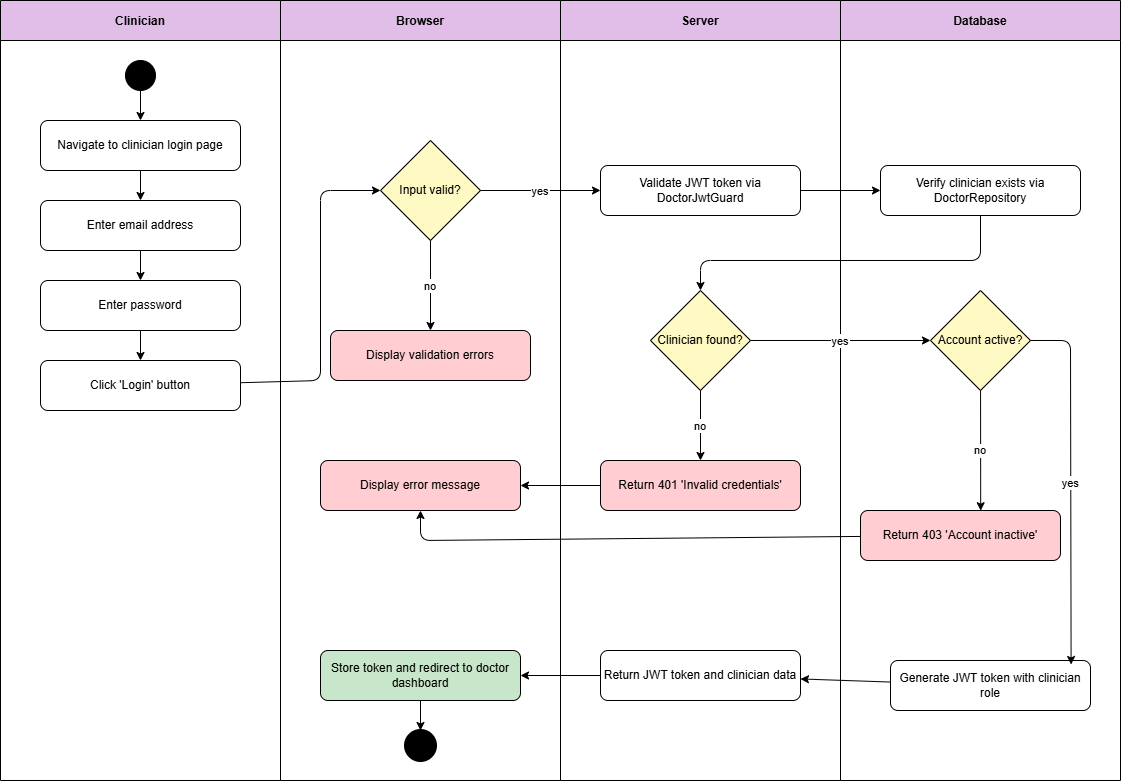 Clinician
Browser
Server
Database
Navigate to clinician login page
Enter email address
Enter password
Click 'Login' button
Input valid?
yes
no
Display validation errors
Validate JWT token via
DoctorJwtGuard
Verify clinician exists via
DoctorRepository
Clinician found?
yes
no
Account active?
no
yes
Return 401 'Invalid credentials'
Display error message
Return 403 'Account inactive'
Generate JWT token with clinician
role
Return JWT token and clinician data
Store token and redirect to doctor
dashboard